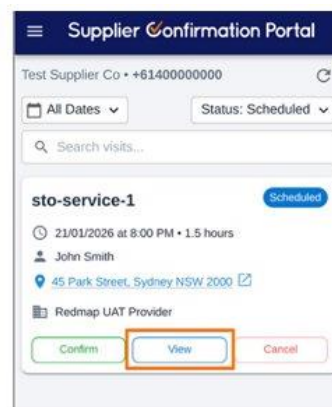 Supplier Confirmation Portal
Test Supplier Co • +61400000000
All Dates
Status: Scheduled
Search visits...
sto-service-1
Scheduled
21/01/2026 at 8:00 PM • 1.5 hours
John Smith
45 Park Street, Sydney NSW 2000
Redmap UAT Provider
Confirm
View
Cancel